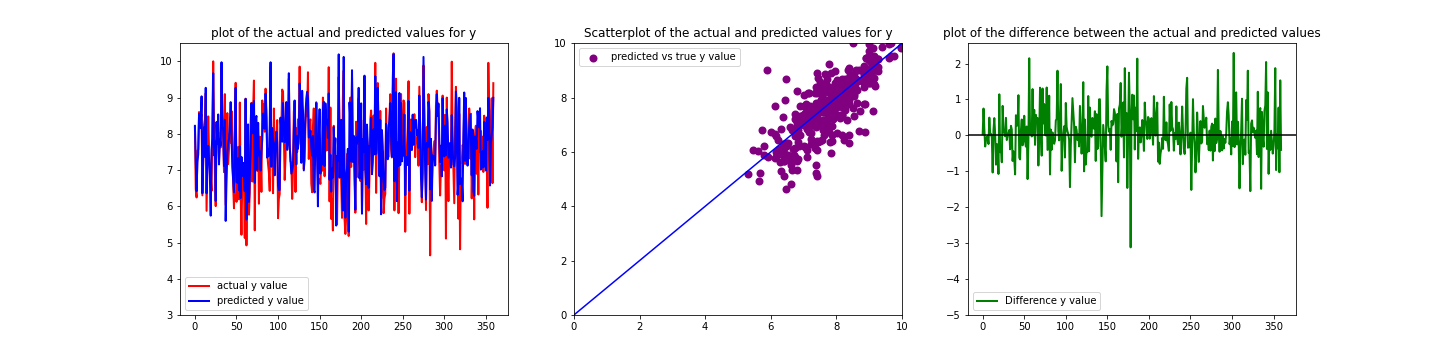 plot of the actual and predicted values for y
10
9
8
7
6
5
4
3
0 50 100 150 200 250 300 350
actual y value
predicted y value
Scatterplot of the actual and predicted values for y
predicted vs true y value
10
8
6
4
2
0
0 2 4 6 8 10
plot of the difference between the actual and predicted values
2
1
0
−1
−2
−3
−4
−5
0 50 100 150 200 250 300 350
Difference y value